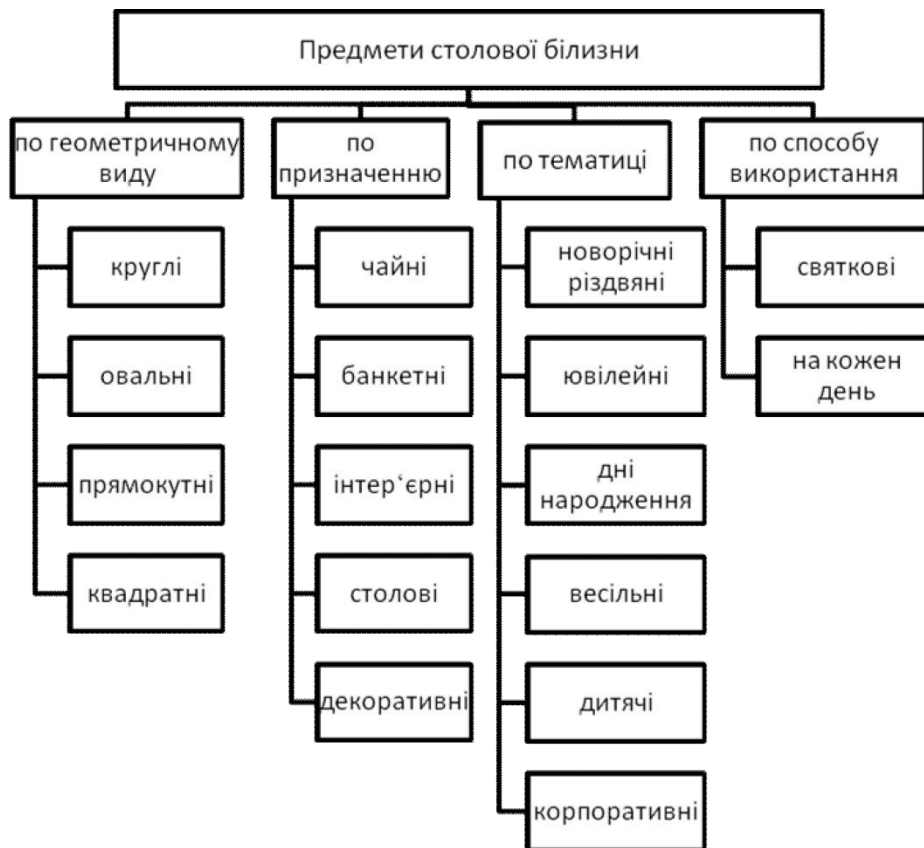 Предмети столової білизни
по геометричному
виду
круглі
овальні
прямокутні
квадратні
по
призначенню
чайні
банкетні
інтер‘єрні
столові
декоративні
по тематиці
новорічні
різдвяні
ювілейні
дні
народження
весільні
дитячі
корпоративні
по способу
використання
святкові
на кожен
день